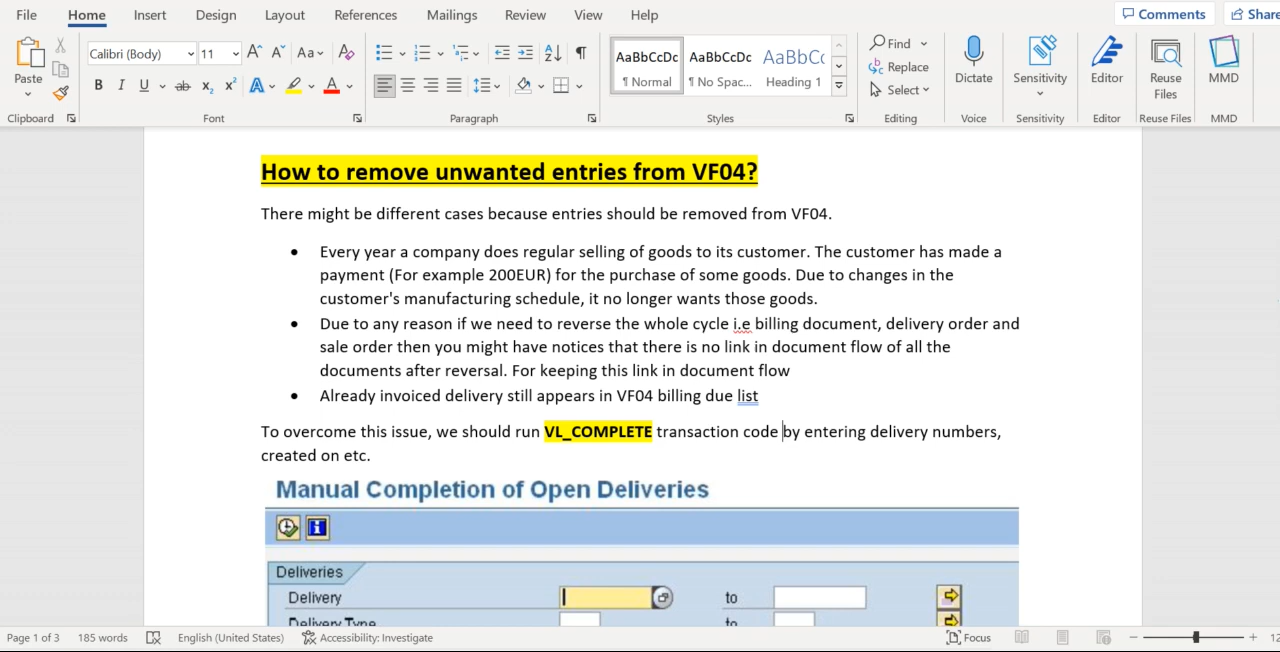 File Home Insert Design Layout References Mailings Review View Help Comments Share
Calibri (Body) 11 Aa AaBbCcDc AaBbCcDc AaBbCc Find
Paste ¶ Normal ¶ No Spac... Heading 1 Replace Dictate Sensitivity Editor Reuse Files MMD
B I U ab x₂ x² A A Select
Clipboard Font Paragraph Styles Editing Voice Sensitivity Editor Reuse Files MMD
How to remove unwanted entries from VF04?
There might be different cases because entries should be removed from VF04.
• Every year a company does regular selling of goods to its customer. The customer has made a
payment (For example 200EUR) for the purchase of some goods. Due to changes in the
customer's manufacturing schedule, it no longer wants those goods.
• Due to any reason if we need to reverse the whole cycle i.e billing document, delivery order and
sale order then you might have notices that there is no link in document flow of all the
documents after reversal. For keeping this link in document flow
• Already invoiced delivery still appears in VF04 billing due list
To overcome this issue, we should run VL_COMPLETE transaction code by entering delivery numbers,
created on etc.
Manual Completion of Open Deliveries
Deliveries
Delivery to
Delivery Type to
Page 1 of 3 185 words English (United States) Accessibility: Investigate Focus 12